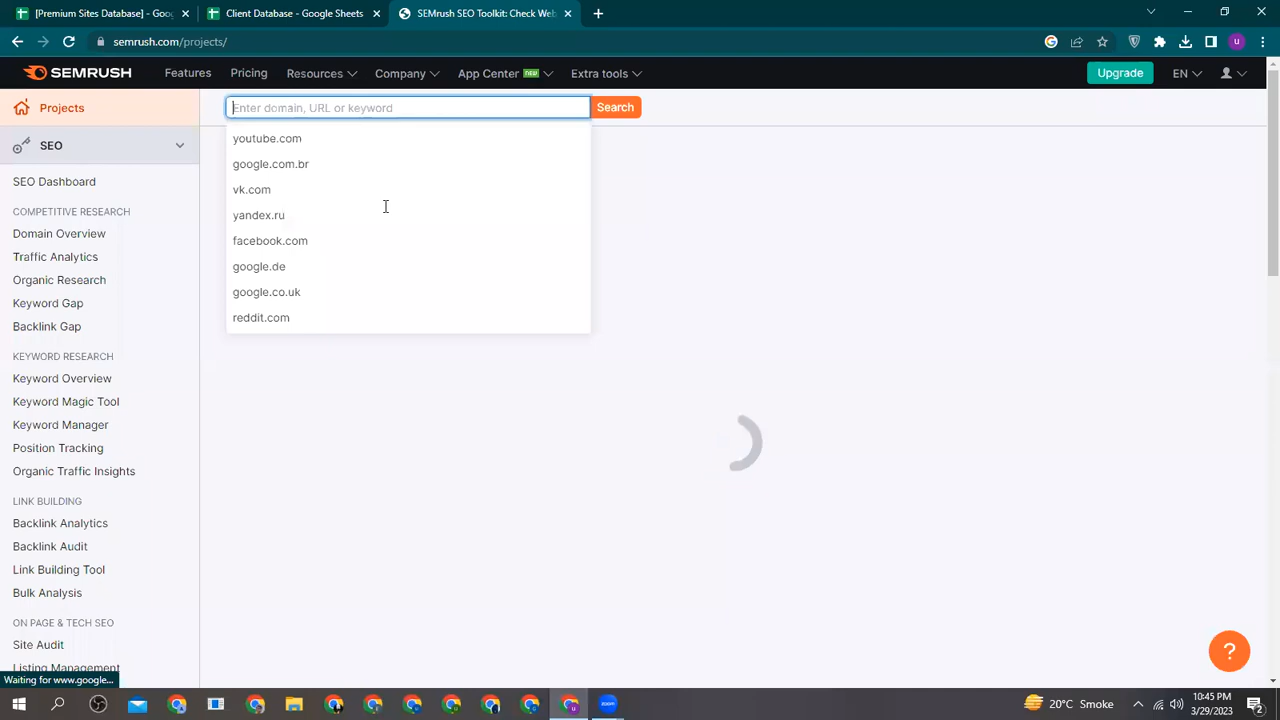 [Premium Sites Database] - Goog
Client Database - Google Sheets
SEMrush SEO Toolkit: Check Web
semrush.com/projects/
u
SEMRUSH
Features
Pricing
Resources
Company
App Center NEW
Extra tools
Upgrade
EN
Projects
Enter domain, URL or keyword
Search
SEO
youtube.com
google.com.br
SEO Dashboard
vk.com
COMPETITIVE RESEARCH
yandex.ru
Domain Overview
facebook.com
Traffic Analytics
google.de
Organic Research
google.co.uk
Keyword Gap
reddit.com
Backlink Gap
KEYWORD RESEARCH
Keyword Overview
Keyword Magic Tool
Keyword Manager
Position Tracking
Organic Traffic Insights
LINK BUILDING
Backlink Analytics
Backlink Audit
Link Building Tool
Bulk Analysis
ON PAGE & TECH SEO
Site Audit
?
Listing Management
Waiting for www.google...
zoom
20°C Smoke
10:45 PM
3/29/2023
2